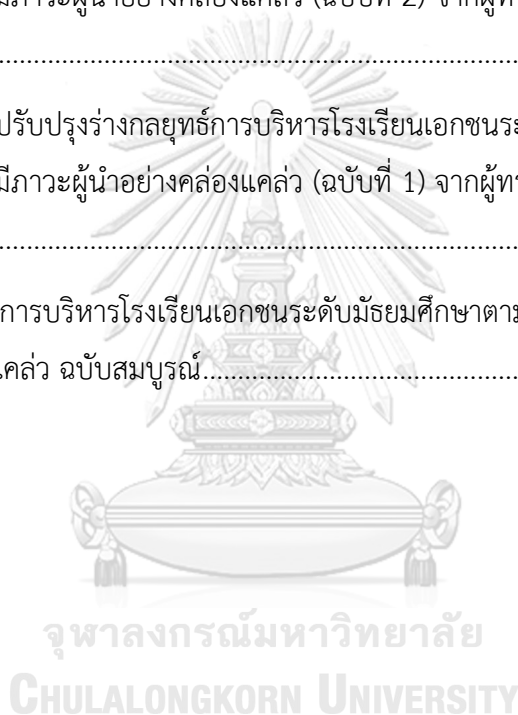 มีภาวะผู้นำอย่างคล่องแคล่ว (ฉบับที่ 2) จากผู้ท
................................................
ปรับปรุงร่างกลยุทธ์การบริหารโรงเรียนเอกชนระ
มีภาวะผู้นำอย่างคล่องแคล่ว (ฉบับที่ 1) จากผู้ท
................................................
การบริหารโรงเรียนเอกชนระดับมัธยมศึกษาตาม
คล่ว ฉบับสมบูรณ์................................
จุฬาลงกรณ์มหาวิทยาลัย
CHULALONGKORN UNIVERSITY